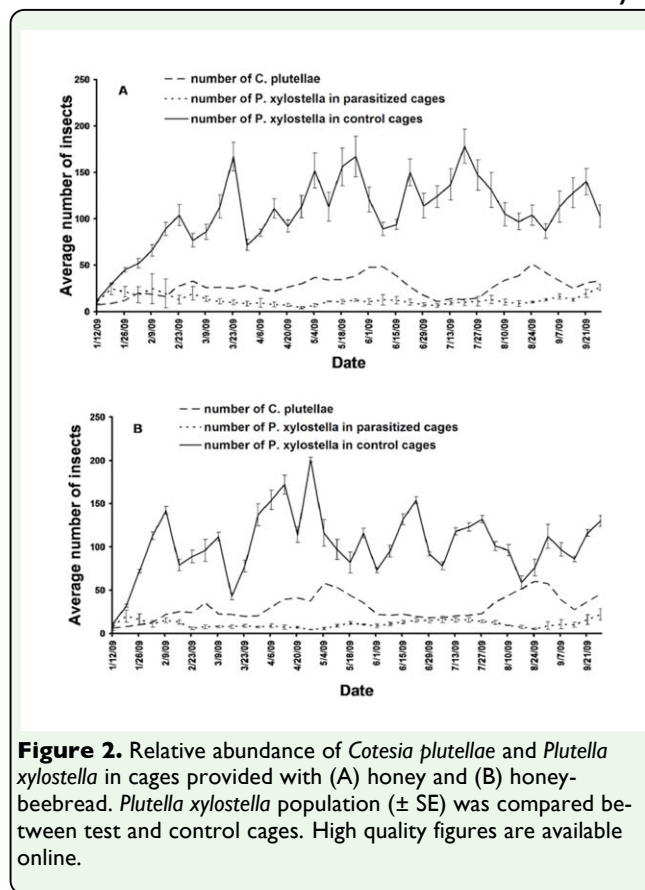 A
number of C. plutellae
number of P. xylostella in parasitized cages
number of P. xylostella in control cages
250
200
150
100
50
0
Average number of insects
1/12/09 1/26/09 2/9/09 2/23/09 3/9/09 3/23/09 4/6/09 4/20/09 5/4/09 5/18/09 6/1/09 6/15/09 6/29/09 7/13/09 7/27/09 8/10/09 8/24/09 9/7/09 9/21/09
Date
B
number of C. plutellae
number of P. xylostella in parasitized cages
number of P. xylostella in control cages
250
200
150
100
50
0
Average number of insects
1/12/09 1/26/09 2/9/09 2/23/09 3/9/09 3/23/09 4/6/09 4/20/09 5/4/09 5/18/09 6/1/09 6/15/09 6/29/09 7/13/09 7/27/09 8/10/09 8/24/09 9/7/09 9/21/09
Date
Figure 2. Relative abundance of Cotesia plutellae and Plutella
xylostella in cages provided with (A) honey and (B) honey-
beebread. Plutella xylostella population (± SE) was compared be-
tween test and control cages. High quality figures are available
online.